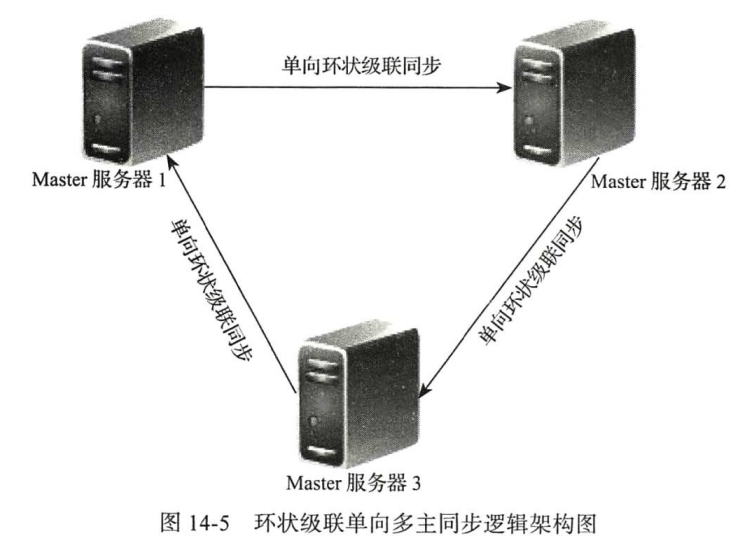 单向环状级联同步
Master 服务器 1
Master 服务器 2
单向环状级联同步
单向环状级联同步
Master 服务器 3
图 14-5 环状级联单向多主同步逻辑架构图